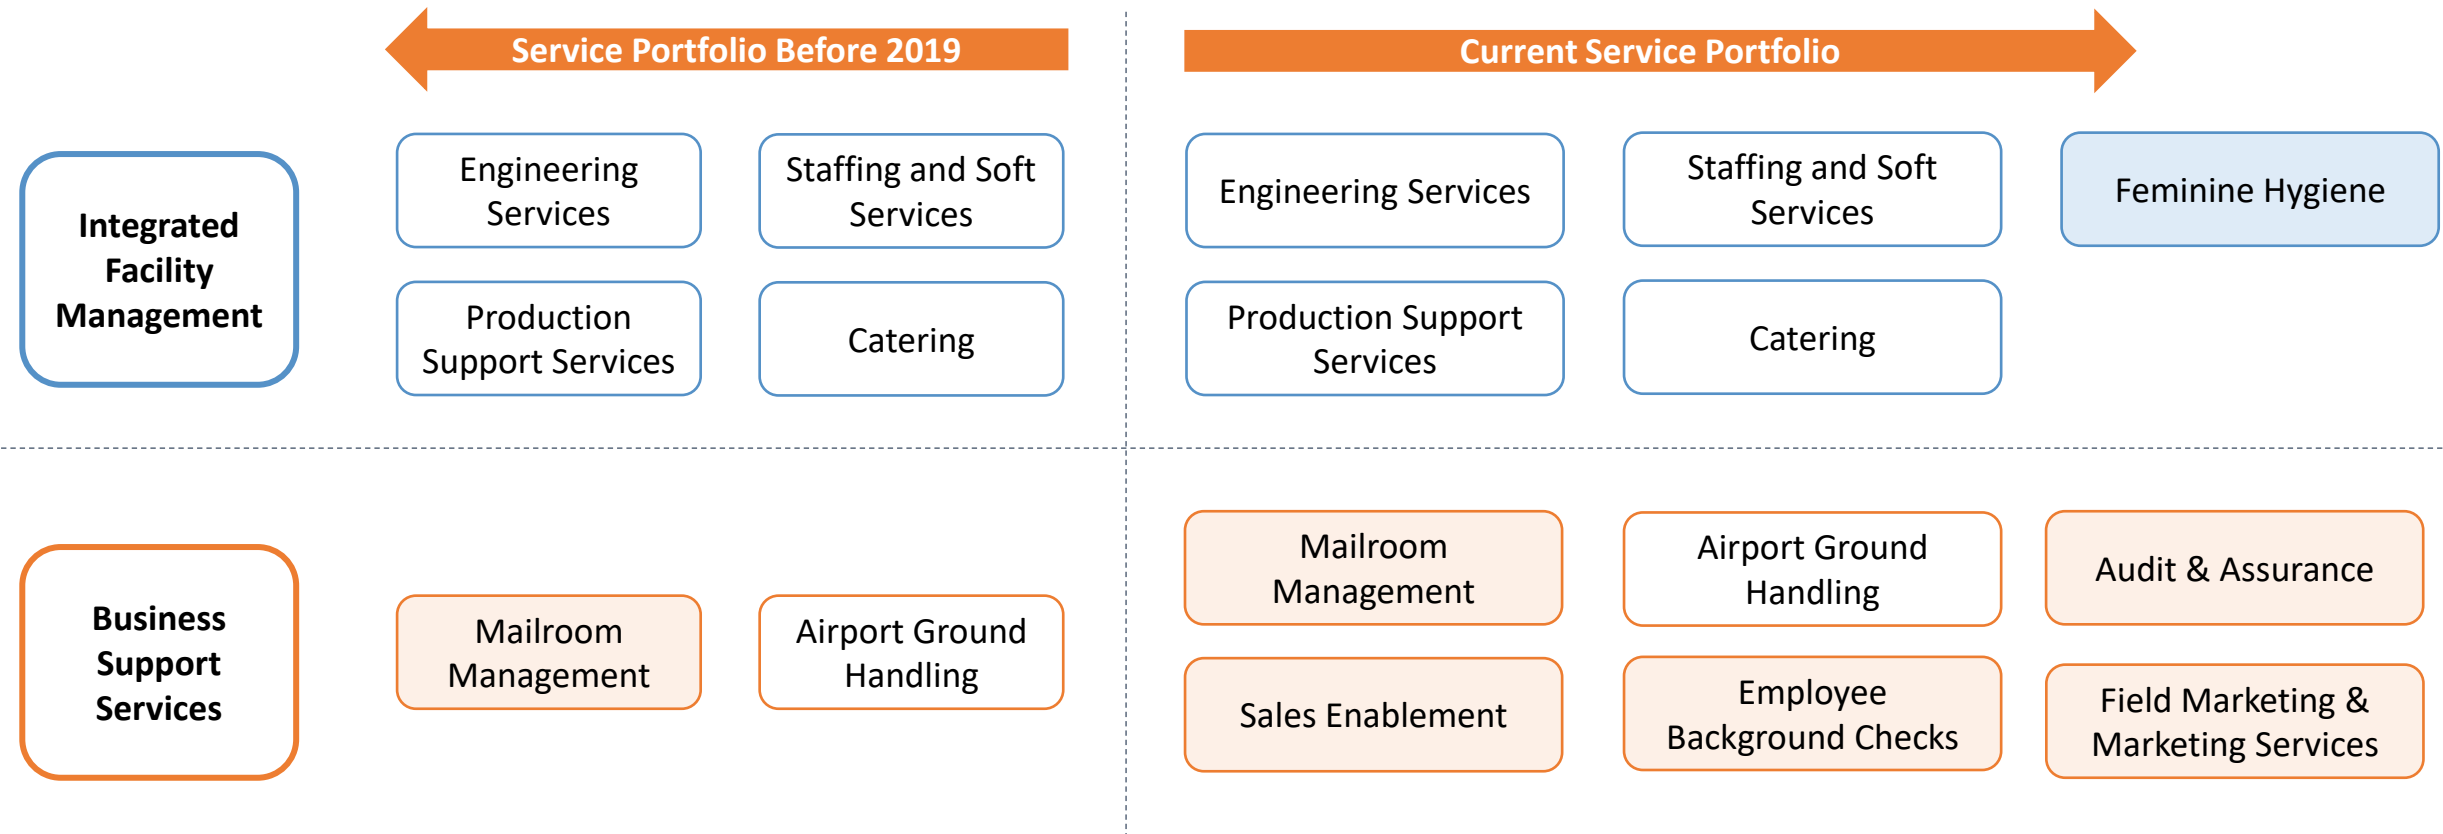 Service Portfolio Before 2019
Current Service Portfolio
Integrated
Facility
Management
Engineering
Services
Staffing and Soft
Services
Production
Support Services
Catering
Engineering Services
Staffing and Soft
Services
Feminine Hygiene
Production Support
Services
Catering
Business
Support
Services
Mailroom
Management
Airport Ground
Handling
Mailroom
Management
Airport Ground
Handling
Audit & Assurance
Sales Enablement
Employee
Background Checks
Field Marketing &
Marketing Services